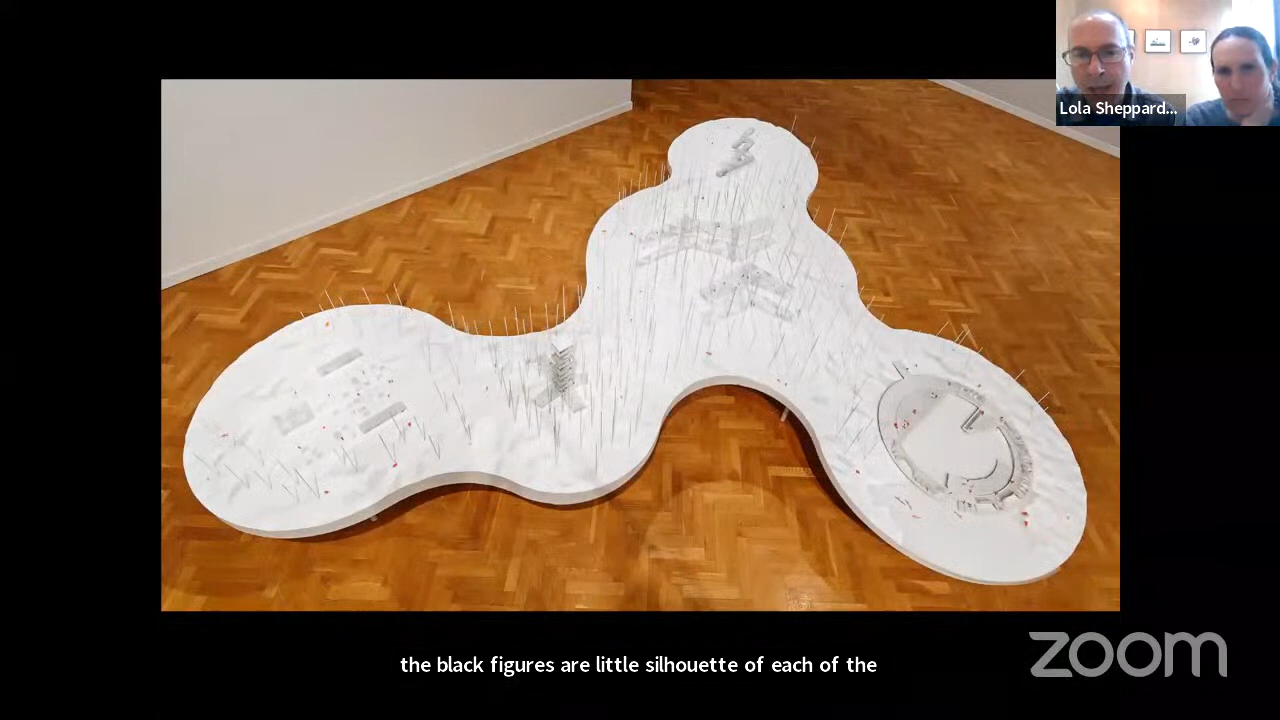 Lola Sheppard...
the black figures are little silhouette of each of the
zoom